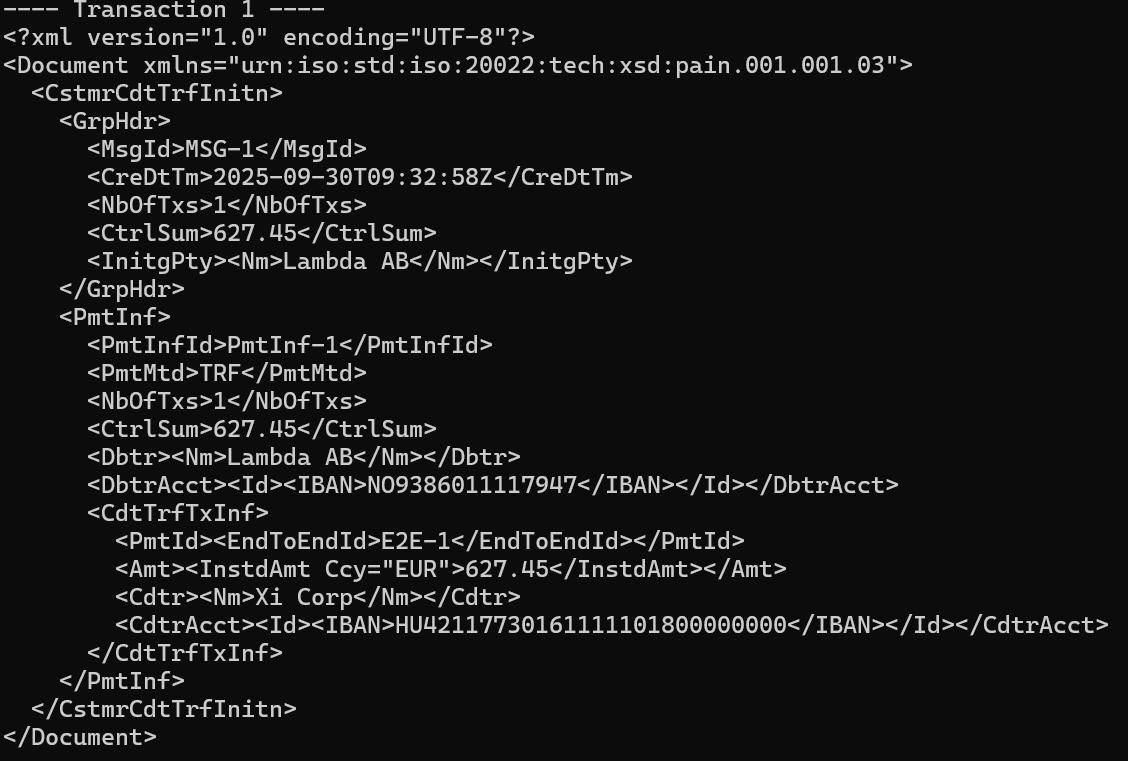 ---- Transaction 1 ----
<?xml version="1.0" encoding="UTF-8"?>
<Document xmlns="urn:iso:std:iso:20022:tech:xsd:pain.001.001.03">
  <CstmrCdtTrfInitn>
    <GrpHdr>
      <MsgId>MSG-1</MsgId>
      <CreDtTm>2025-09-30T09:32:58Z</CreDtTm>
      <NbOfTxs>1</NbOfTxs>
      <CtrlSum>627.45</CtrlSum>
      <InitgPty><Nm>Lambda AB</Nm></InitgPty>
    </GrpHdr>
    <PmtInf>
      <PmtInfId>PmtInf-1</PmtInfId>
      <PmtMtd>TRF</PmtMtd>
      <NbOfTxs>1</NbOfTxs>
      <CtrlSum>627.45</CtrlSum>
      <Dbtr><Nm>Lambda AB</Nm></Dbtr>
      <DbtrAcct><Id><IBAN>NO9386011117947</IBAN></Id></DbtrAcct>
      <CdtTrfTxInf>
        <PmtId><EndToEndId>E2E-1</EndToEndId></PmtId>
        <Amt><InstdAmt Ccy="EUR">627.45</InstdAmt></Amt>
        <Cdtr><Nm>Xi Corp</Nm></Cdtr>
        <CdtrAcct><Id><IBAN>HU42117730161111101800000000</IBAN></Id></CdtrAcct>
      </CdtTrfTxInf>
    </PmtInf>
  </CstmrCdtTrfInitn>
</Document>